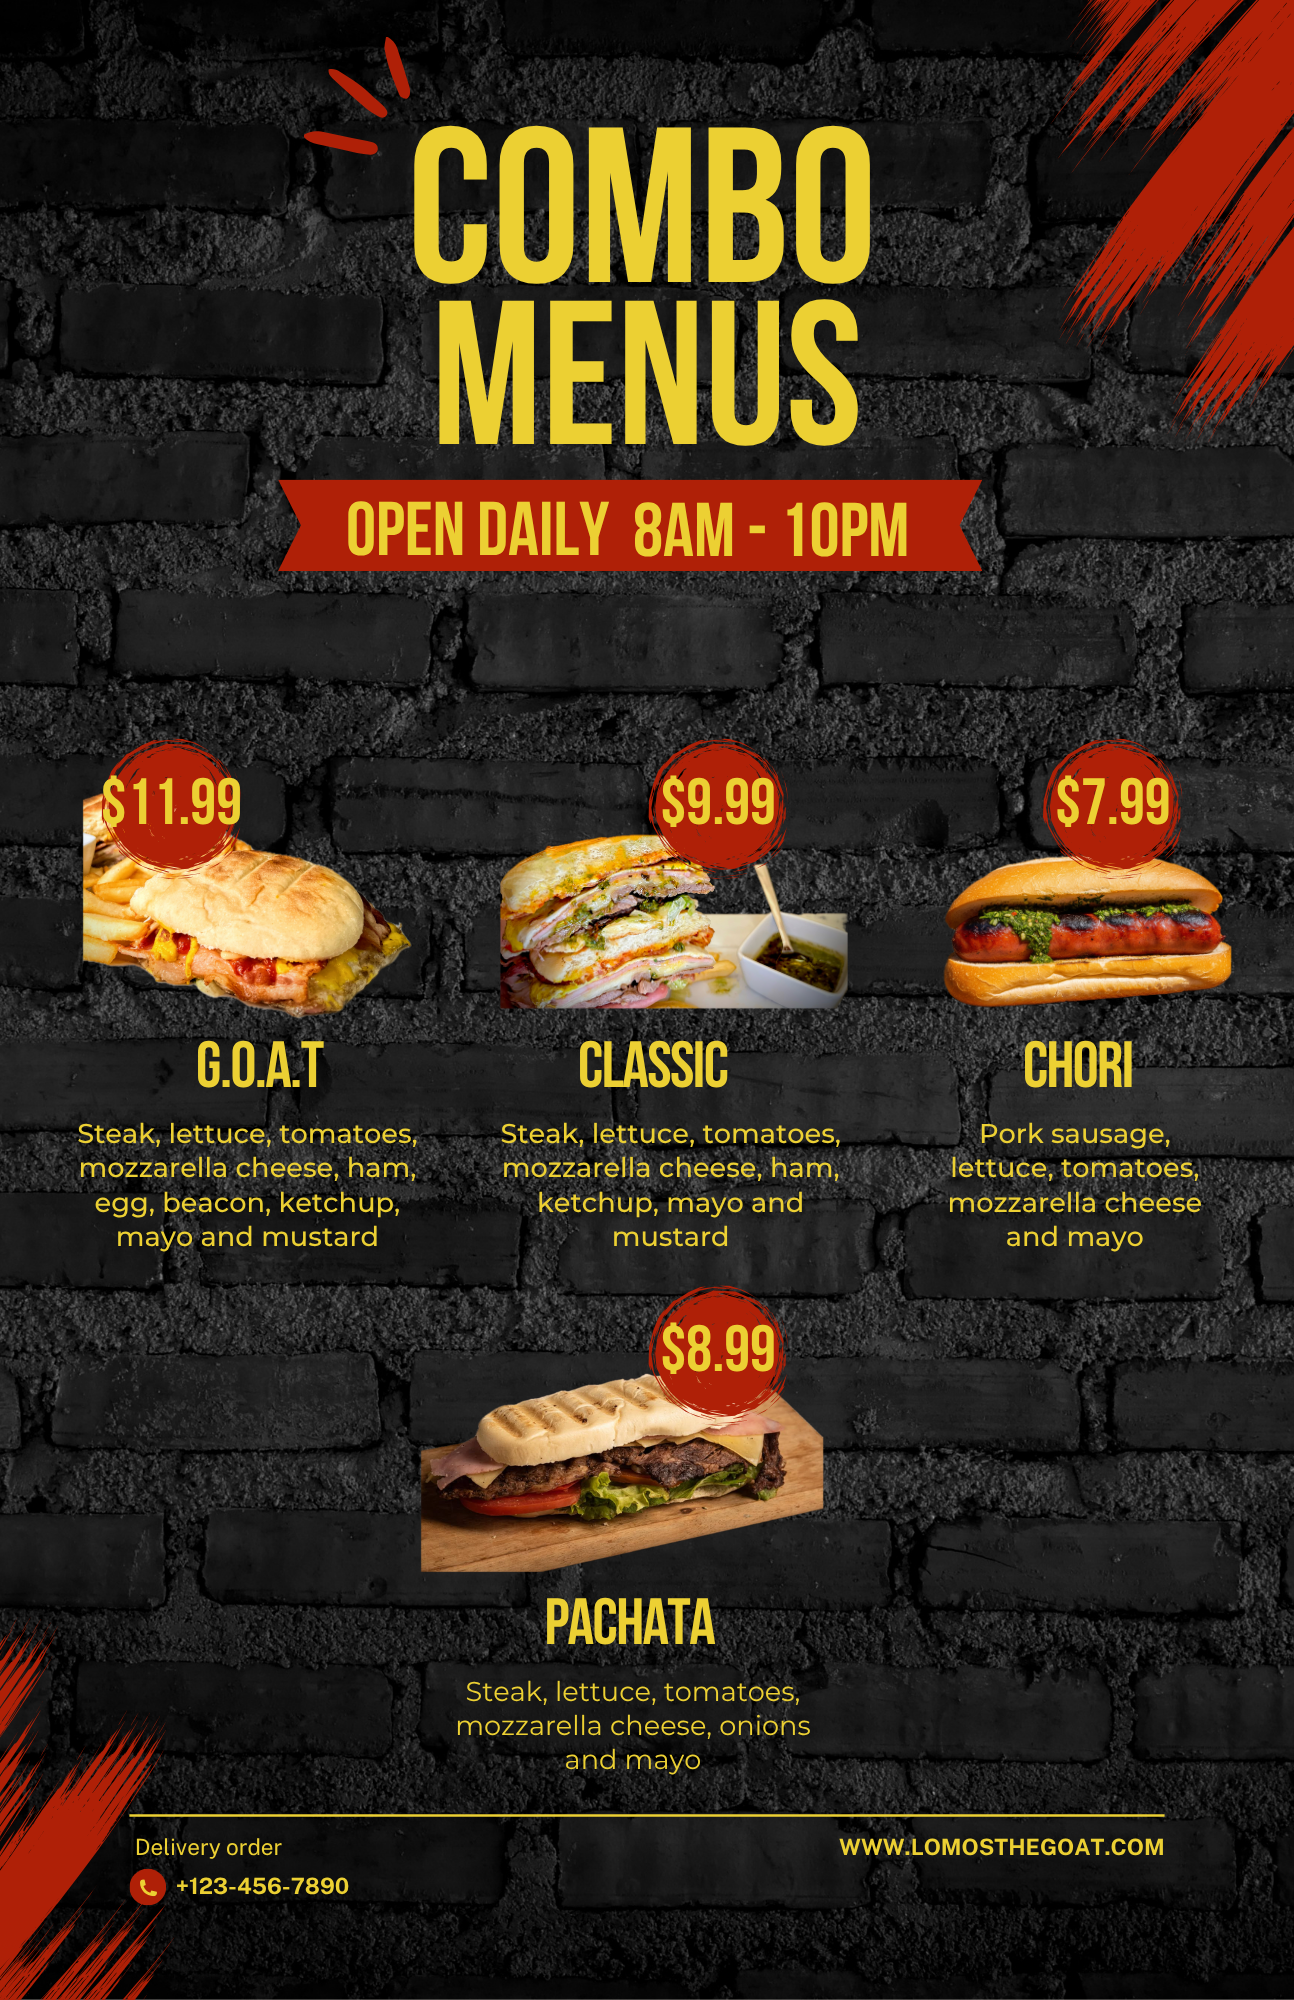 COMBO
MENUS
OPEN DAILY 8AM - 10PM
$11.99
$9.99
$7.99
G.O.A.T
Steak, lettuce, tomatoes,
mozzarella cheese, ham,
egg, beacon, ketchup,
mayo and mustard
CLASSIC
Steak, lettuce, tomatoes,
mozzarella cheese, ham,
ketchup, mayo and
mustard
CHORI
Pork sausage,
lettuce, tomatoes,
mozzarella cheese
and mayo
$8.99
PACHATA
Steak, lettuce, tomatoes,
mozzarella cheese, onions
and mayo
Delivery order
+123-456-7890
WWW.LOMOSTHEGOAT.COM